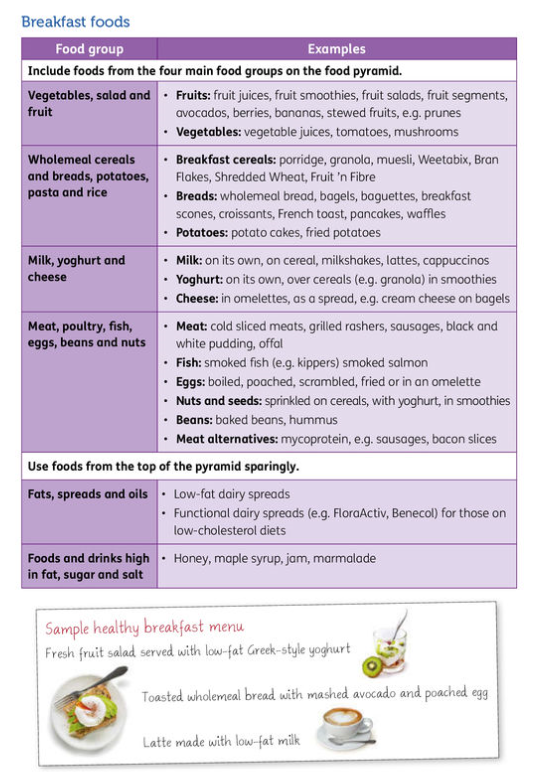 Breakfast foods
Food group
Examples
Include foods from the four main food groups on the food pyramid.
Vegetables, salad and
fruit
• Fruits: fruit juices, fruit smoothies, fruit salads, fruit segments,
avocados, berries, bananas, stewed fruits, e.g. prunes
• Vegetables: vegetable juices, tomatoes, mushrooms
Wholemeal cereals
and breads, potatoes,
pasta and rice
• Breakfast cereals: porridge, granola, muesli, Weetabix, Bran
Flakes, Shredded Wheat, Fruit 'n Fibre
• Breads: wholemeal bread, bagels, baguettes, breakfast
scones, croissants, French toast, pancakes, waffles
• Potatoes: potato cakes, fried potatoes
Milk, yoghurt and
cheese
• Milk: on its own, on cereal, milkshakes, lattes, cappuccinos
• Yoghurt: on its own, over cereals (e.g. granola) in smoothies
• Cheese: in omelettes, as a spread, e.g. cream cheese on bagels
Meat, poultry, fish,
eggs, beans and nuts
• Meat: cold sliced meats, grilled rashers, sausages, black and
white pudding, offal
• Fish: smoked fish (e.g. kippers) smoked salmon
• Eggs: boiled, poached, scrambled, fried or in an omelette
• Nuts and seeds: sprinkled on cereals, with yoghurt, in smoothies
• Beans: baked beans, hummus
• Meat alternatives: mycoprotein, e.g. sausages, bacon slices
Use foods from the top of the pyramid sparingly.
Fats, spreads and oils
• Low-fat dairy spreads
• Functional dairy spreads (e.g. FloraActiv, Benecol) for those on
low-cholesterol diets
Foods and drinks high
in fat, sugar and salt
• Honey, maple syrup, jam, marmalade
Sample healthy breakfast menu
Fresh fruit salad served with low-fat Greek-style yoghurt
Toasted wholemeal bread with mashed avocado and poached egg
Latte made with low-fat milk